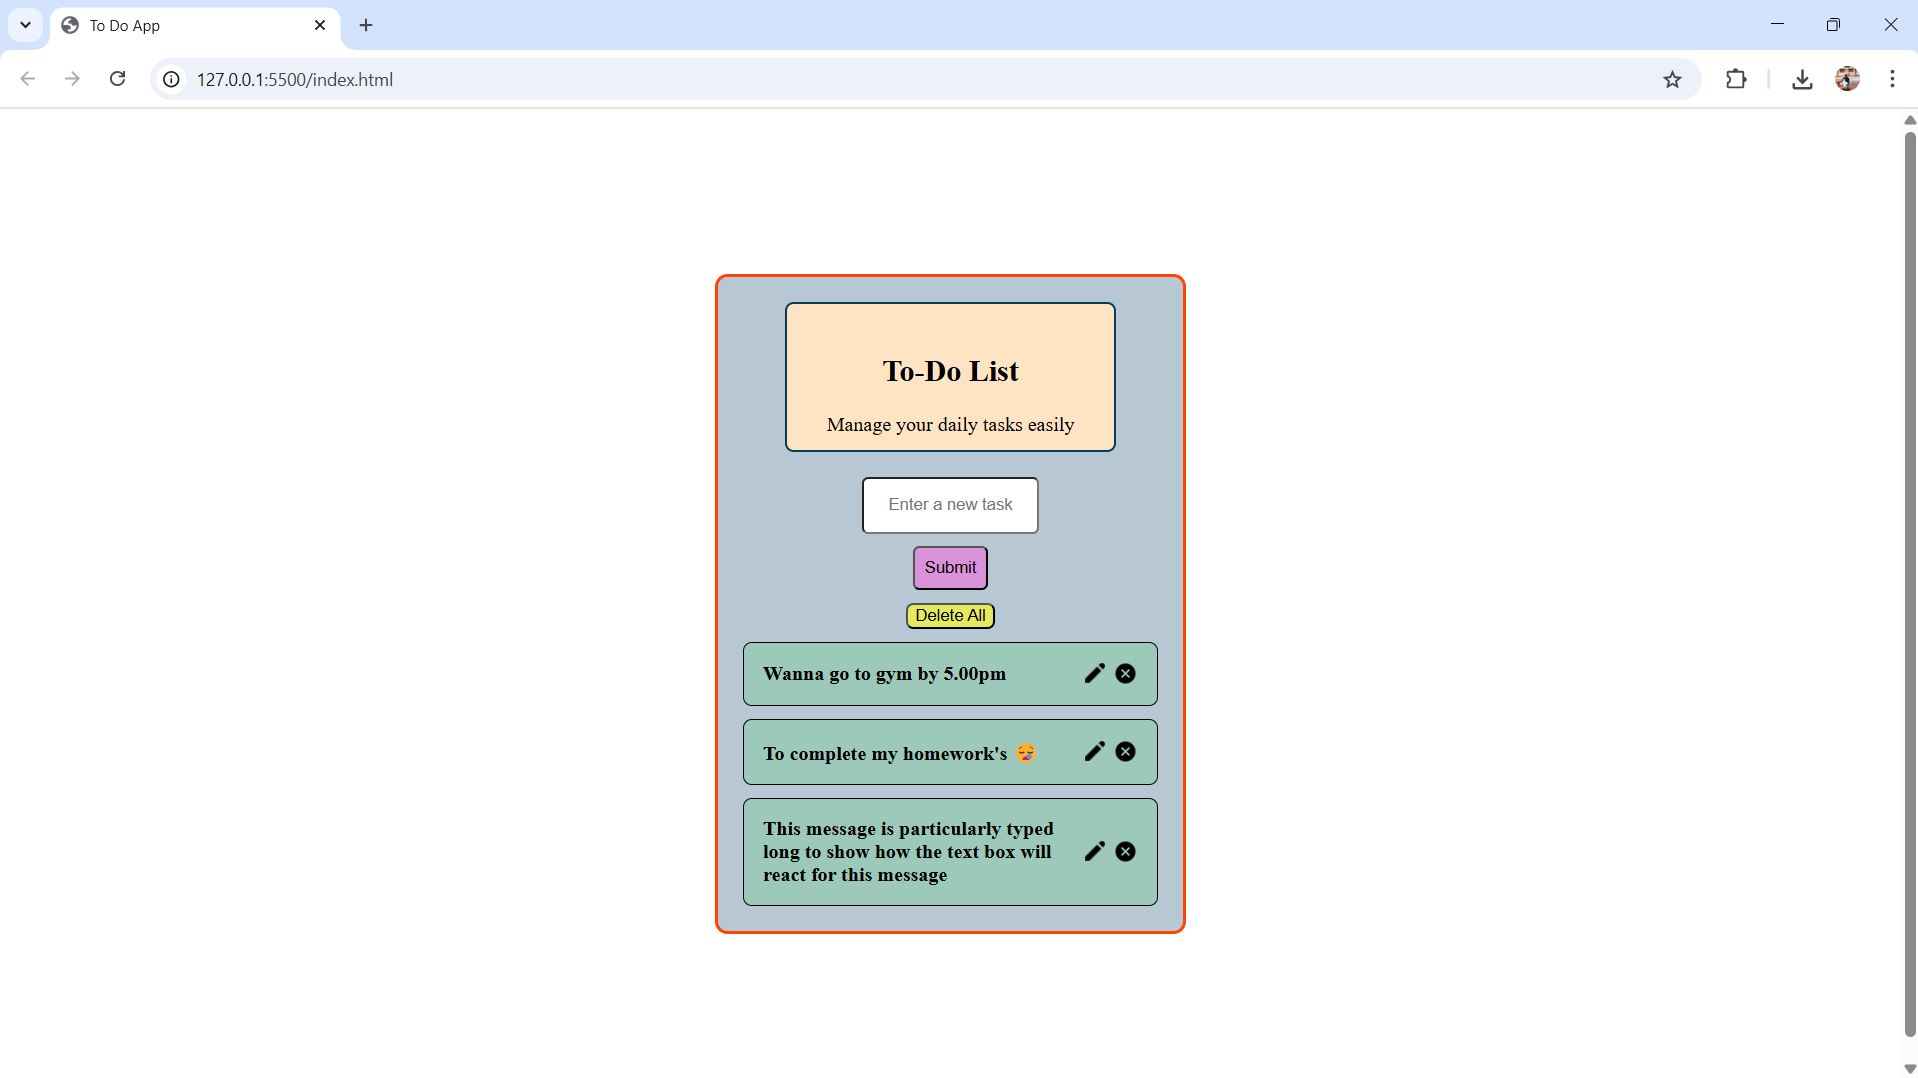 To Do App
127.0.0.1:5500/index.html
To-Do List
Manage your daily tasks easily
Enter a new task
Submit
Delete All
Wanna go to gym by 5.00pm
To complete my homework's 😪
This message is particularly typed
long to show how the text box will
react for this message